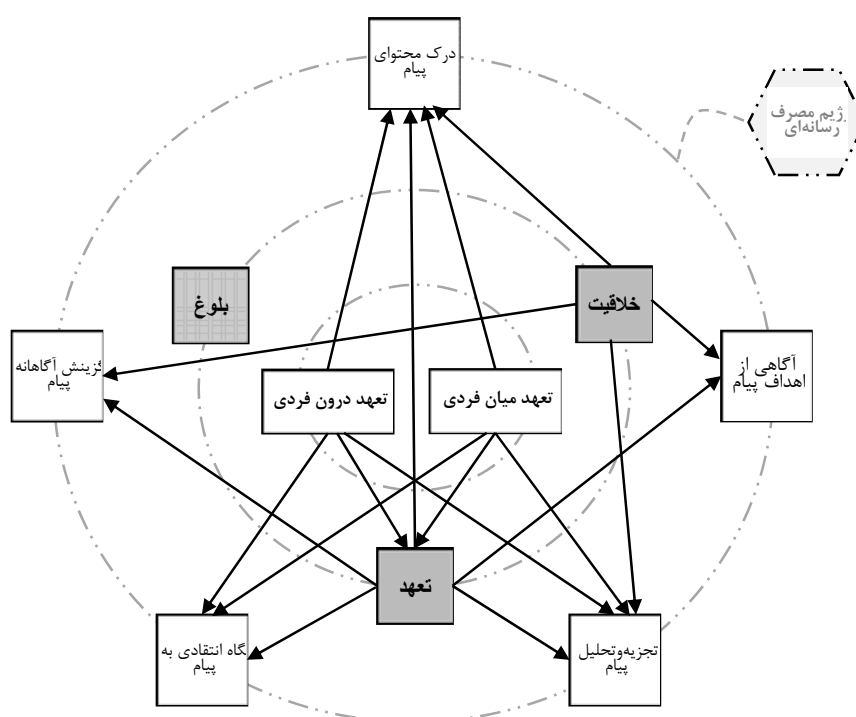 درک محتوای
پیام
ژیم مصرف
رسانه‌ای
بلوغ
خلاقیت
گزینش آگاهانه
پیام
آگاهی از
اهداف پیام
تعهد درون فردی
تعهد میان فردی
تعهد
گاه انتقادی به
پیام
تجزیه‌وتحلیل
پیام